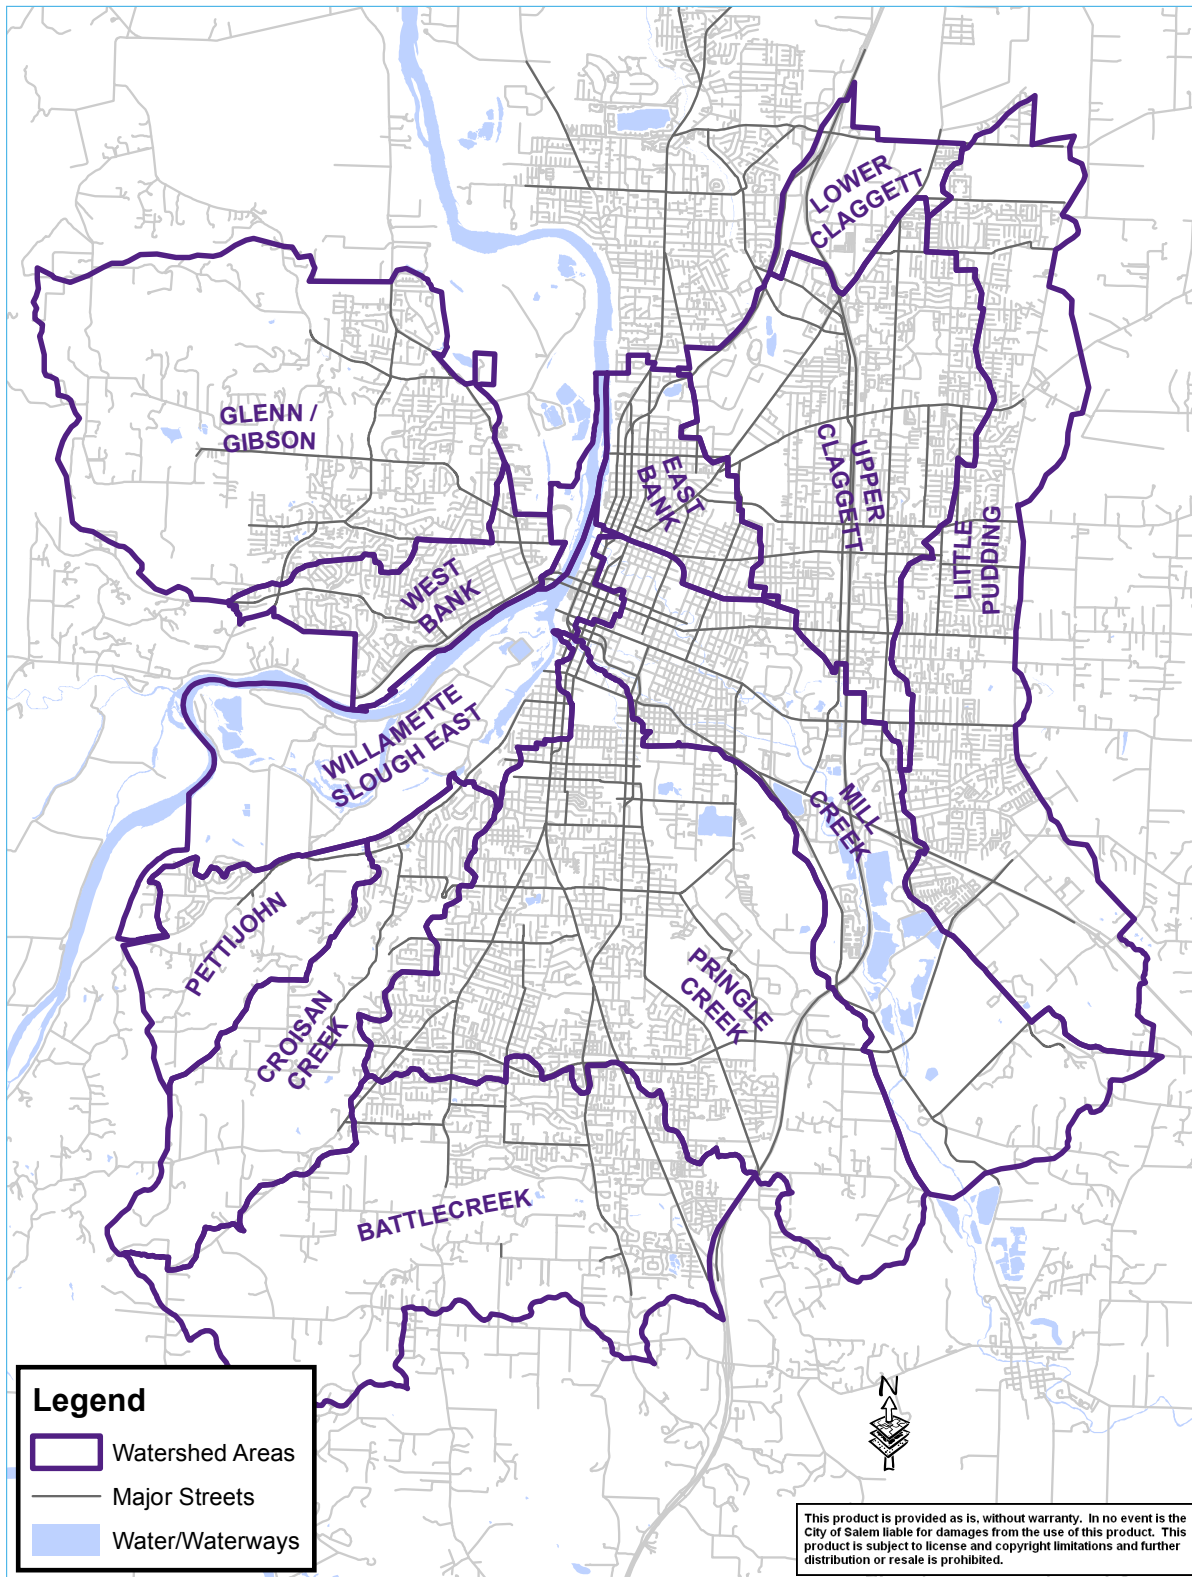 LOWER
CLAGGETT
GLENN /
GIBSON
EAST
BANK
UPPER
CLAGGETT
LITTLE
PUDDING
WEST
BANK
WILLAMETTE
SLOUGH EAST
MILL
CREEK
PETTIJOHN
CROISAN
CREEK
PRINGLE
CREEK
BATTLECREEK
Legend
Watershed Areas
Major Streets
Water/Waterways
N
This product is provided as is, without warranty. In no event is the
City of Salem liable for damages from the use of this product. This
product is subject to license and copyright limitations and further
distribution or resale is prohibited.